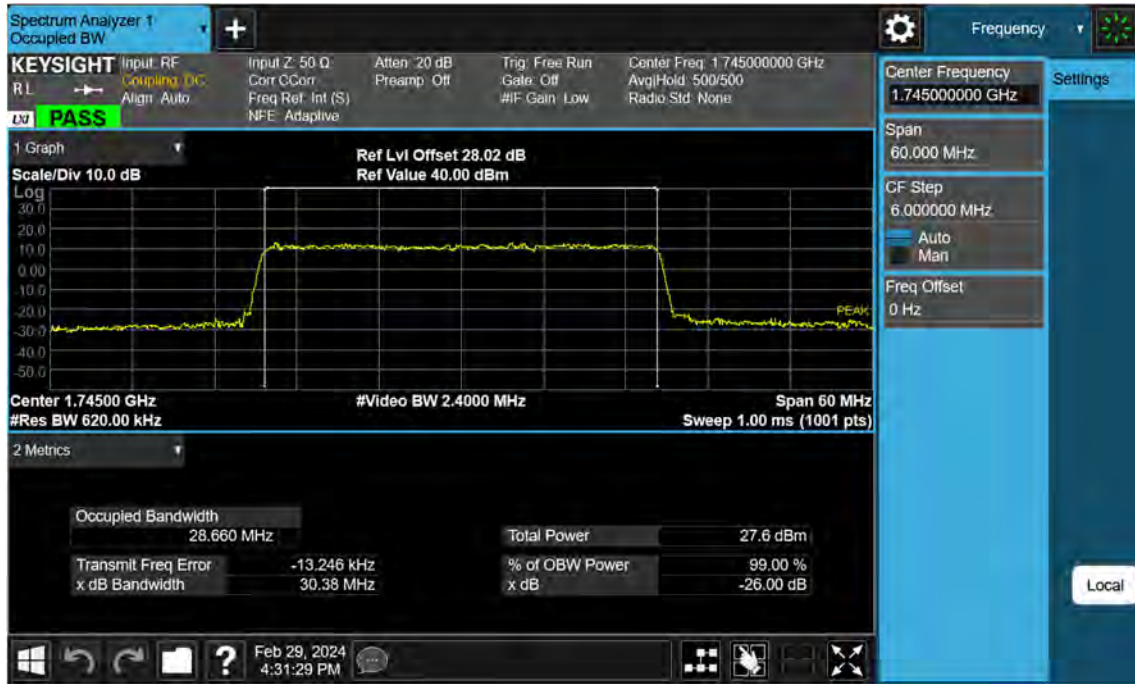 Spectrum Analyzer 1
Occupied BW
Frequency
KEYSIGHT Input: RF Input Z: 50 Ω Atten: 20 dB Trig: Free Run Center Freq: 1.745000000 GHz
RL Coupling: DC Corr CCorr Preamp: Off Gate: Off Avg|Hold: 500/500
Align: Auto Freq Ref: Int (S) #IF Gain: Low Radio Std: None
LXI PASS NFE: Adaptive
1 Graph
Ref Lvl Offset 28.02 dB
Scale/Div 10.0 dB Ref Value 40.00 dBm
Log
30.0
20.0
10.0
0.00
-10.0
-20.0 PEAK
-30.0
-40.0
-50.0
Center 1.74500 GHz #Video BW 2.4000 MHz Span 60 MHz
#Res BW 620.00 kHz Sweep 1.00 ms (1001 pts)
2 Metrics
Occupied Bandwidth
28.660 MHz Total Power 27.6 dBm
Transmit Freq Error -13.246 kHz % of OBW Power 99.00 %
x dB Bandwidth 30.38 MHz x dB -26.00 dB
Feb 29, 2024
4:31:29 PM
Center Frequency
1.745000000 GHz
Settings
Span
60.000 MHz
CF Step
6.000000 MHz
Auto
Man
Freq Offset
0 Hz
Local